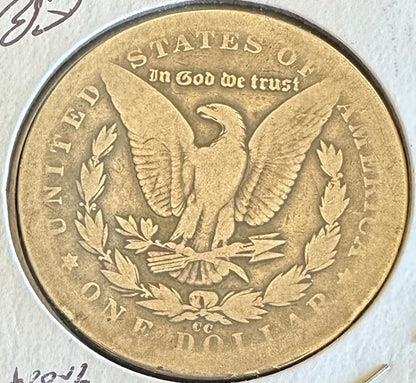 UNITED STATES OF AMERICA
In God we trust
CC
ONE DOLLAR